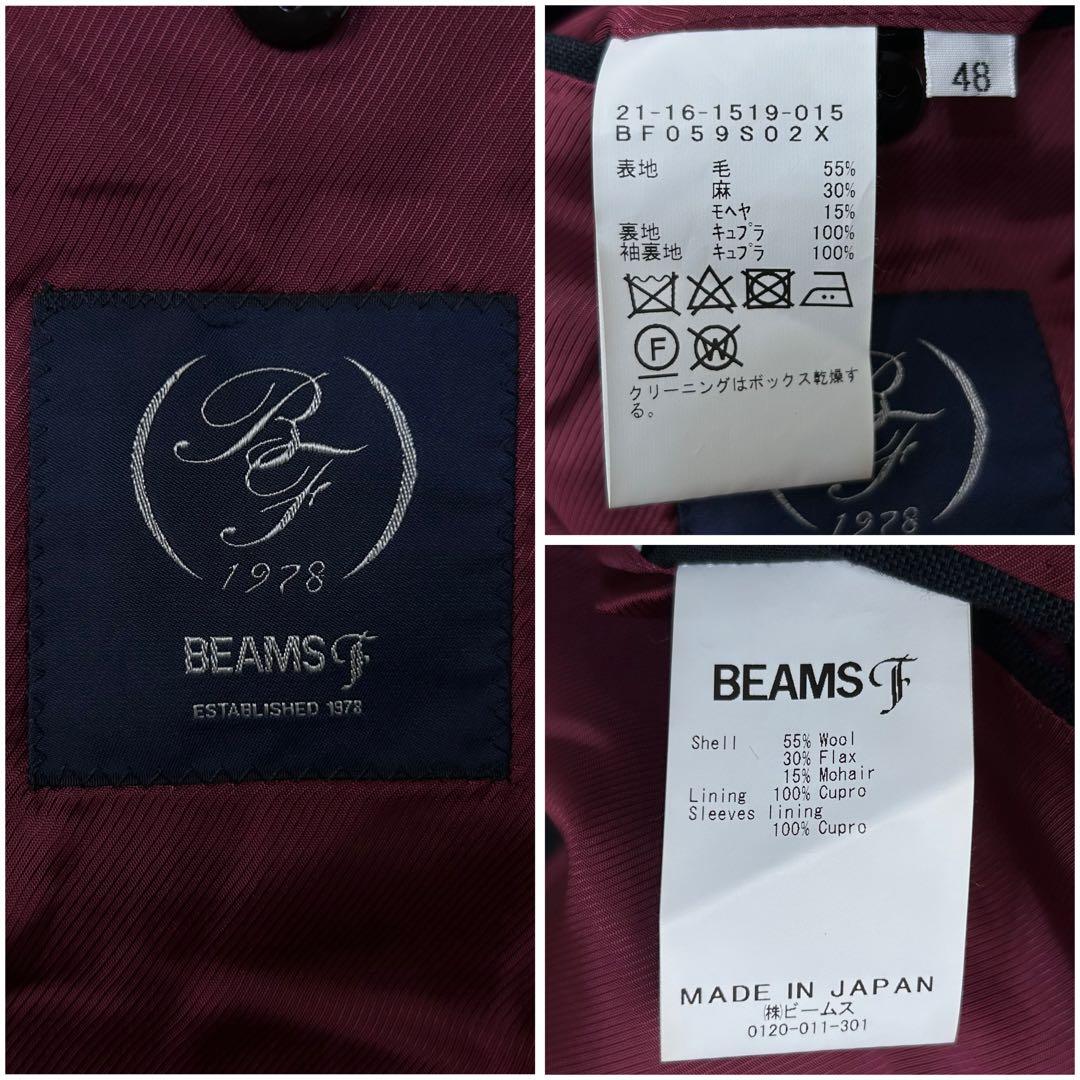 BF
1978
BEAMS F
ESTABLISHED 1978
48
21-16-1519-015
BF059S02X
表地 毛 55%
麻 30%
モヘヤ 15%
裏地 キュプラ 100%
袖裏地 キュプラ 100%
F
W
クリーニングはボックス乾燥す
る。
BF
1978
BEAMS F
Shell 55% Wool
30% Flax
15% Mohair
Lining 100% Cupro
Sleeves lining
100% Cupro
MADE IN JAPAN
㈱ビームス
0120-011-301